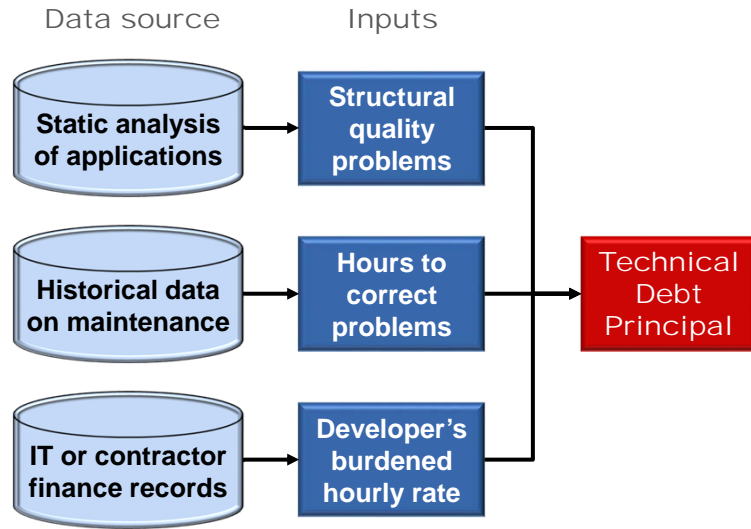 Data source
Inputs
Static analysis
of applications
Structural
quality
problems
Historical data
on maintenance
Hours to
correct
problems
Technical
Debt
Principal
IT or contractor
finance records
Developer’s
burdened
hourly rate